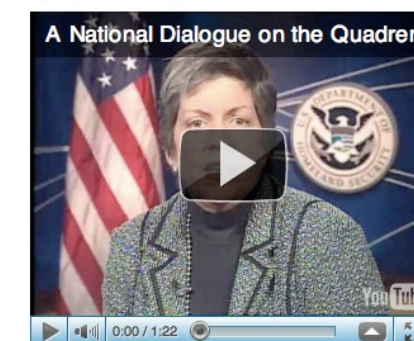 A National Dialogue on the Quadren
U.S. DEPARTMENT OF
HOMELAND SECURITY
YouTub
0:00 / 1:22